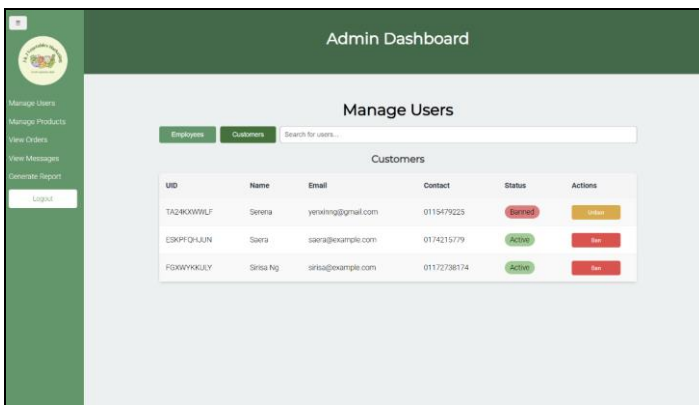 Admin Dashboard
Manage Users
Manage Products
View Orders
View Messages
Generate Report
Logout
Manage Users
Employees Customers Search for users...
Customers
UID Name Email Contact Status Actions
TA24KXWWLF Serena yenxinng@gmail.com 0115479225 Banned Unban
ESKPFQHJUN Saera saera@example.com 0174215779 Active Ban
FGXWYKKULY Sirisa Ng sirisa@example.com 01172738174 Active Ban